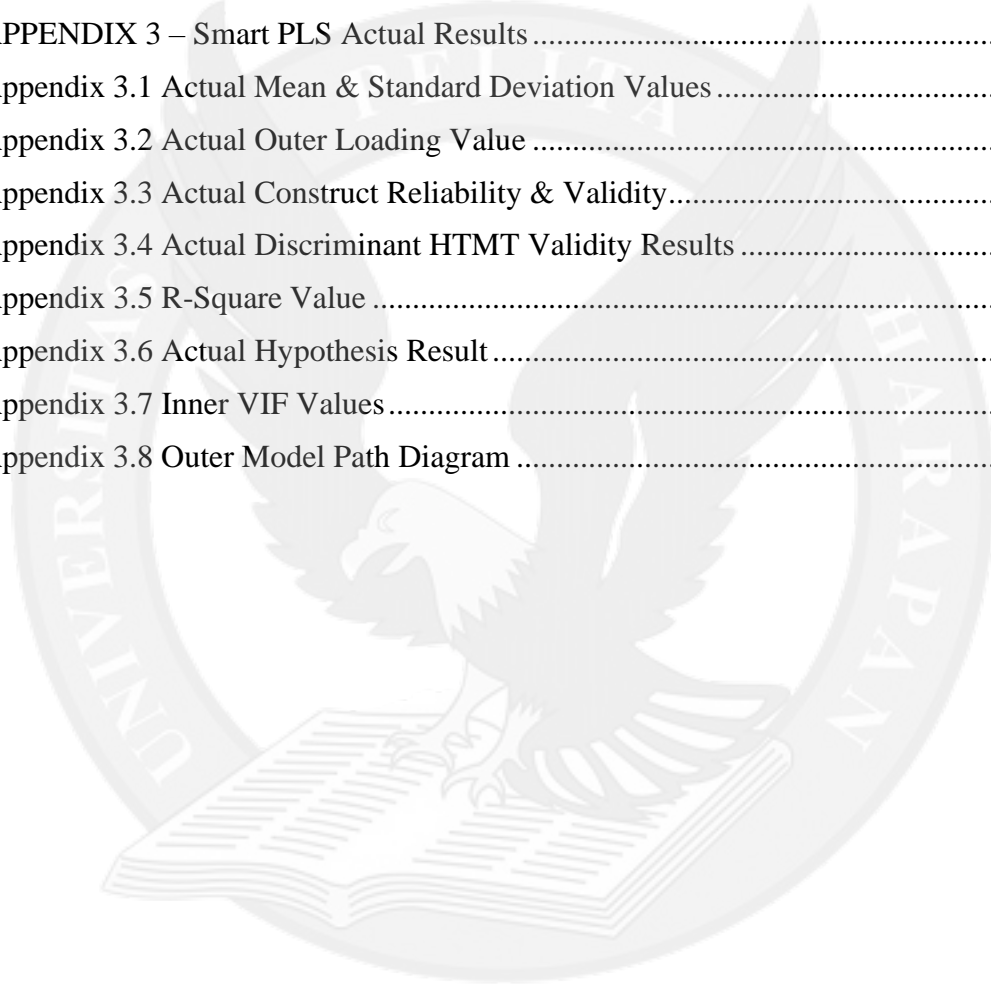 PPENDIX 3 – Smart PLS Actual Results
ppendix 3.1 Actual Mean & Standard Deviation Values
ppendix 3.2 Actual Outer Loading Value
ppendix 3.3 Actual Construct Reliability & Validity
ppendix 3.4 Actual Discriminant HTMT Validity Results
ppendix 3.5 R-Square Value
ppendix 3.6 Actual Hypothesis Result
ppendix 3.7 Inner VIF Values
ppendix 3.8 Outer Model Path Diagram
UNIVERSITAS PELITA HARAPAN